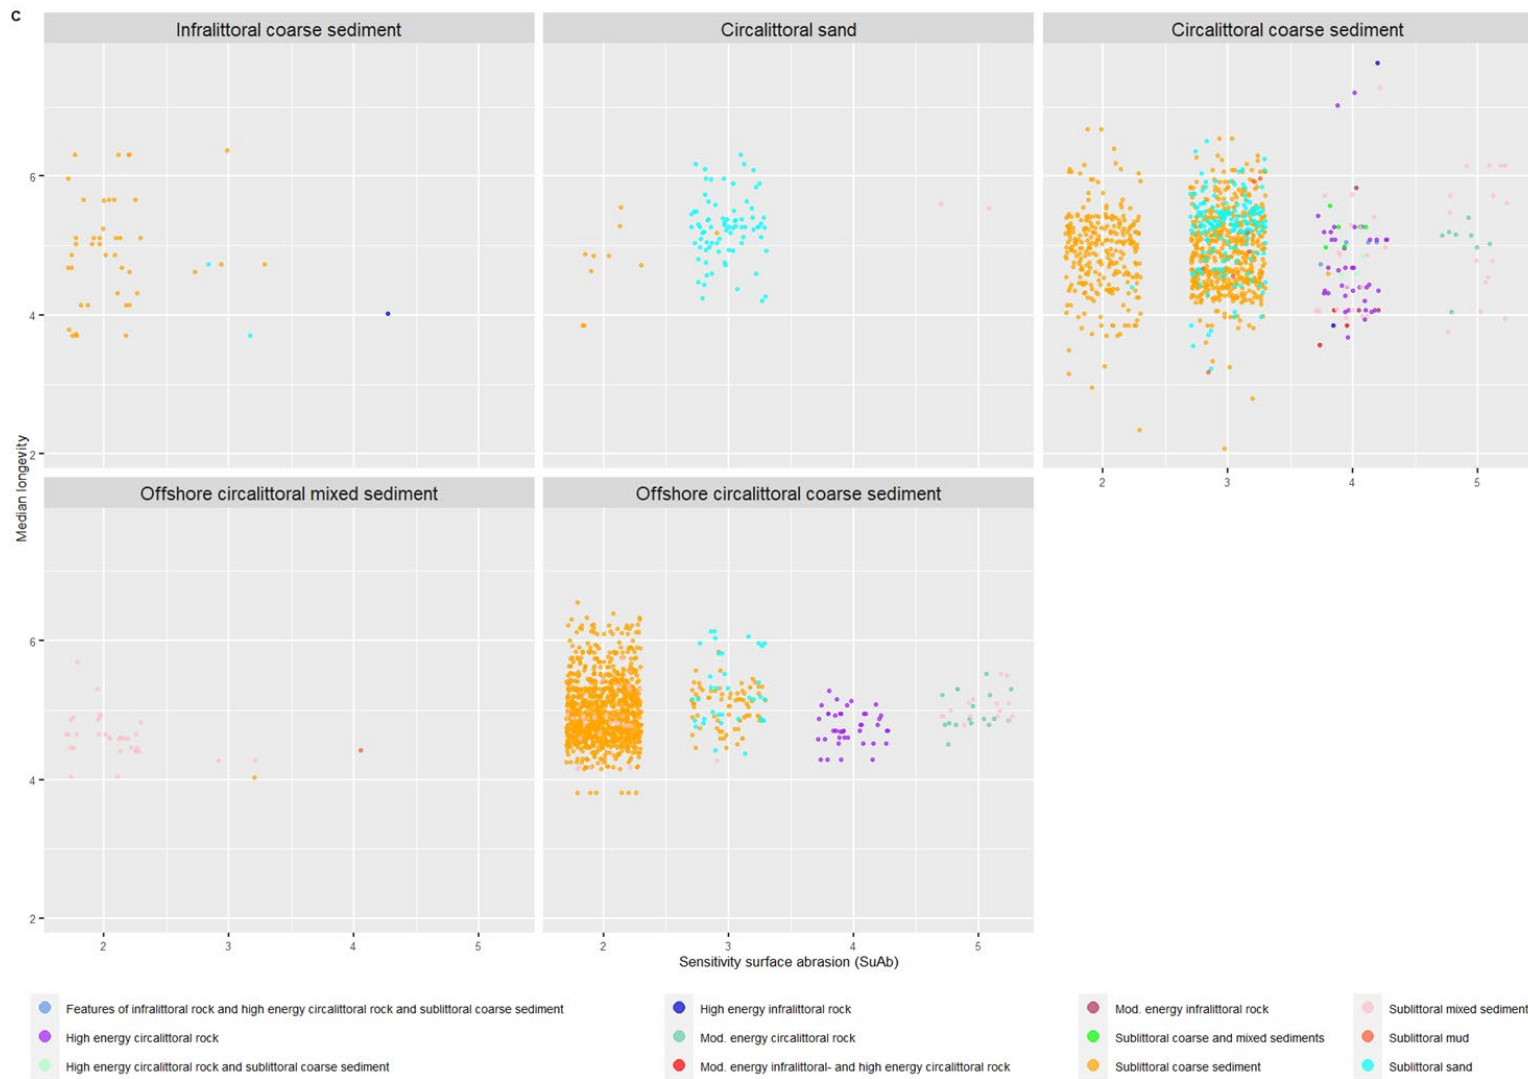 C
Infralittoral coarse sediment
Circalittoral sand
Circalittoral coarse sediment
6
4
2
2 3 4 5
Median longevity
Offshore circalittoral mixed sediment
Offshore circalittoral coarse sediment
6
4
2
2 3 4 5
2 3 4 5
Sensitivity surface abrasion (SuAb)
Features of infralittoral rock and high energy circalittoral rock and sublittoral coarse sediment
High energy circalittoral rock
High energy circalittoral rock and sublittoral coarse sediment
High energy infralittoral rock
Mod. energy circalittoral rock
Mod. energy infralittoral- and high energy circalittoral rock
Mod. energy infralittoral rock
Sublittoral coarse and mixed sediments
Sublittoral coarse sediment
Sublittoral mixed sediment
Sublittoral mud
Sublittoral sand